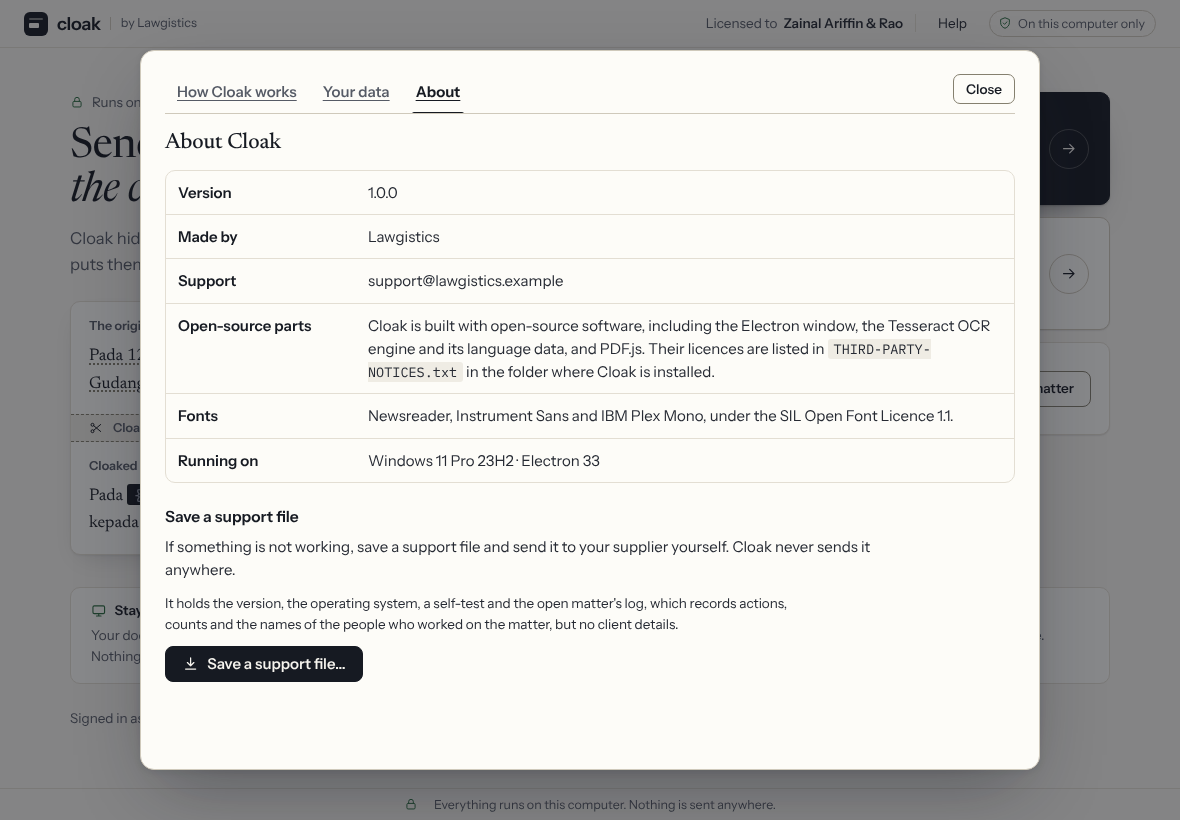 cloak by Lawgistics
Licensed to Zainal Ariffin & Rao Help On this computer only
How Cloak works Your data About Close
About Cloak
Version 1.0.0
Made by Lawgistics
Support support@lawgistics.example
Open-source parts Cloak is built with open-source software, including the Electron window, the Tesseract OCR
engine and its language data, and PDF.js. Their licences are listed in THIRD-PARTY-
NOTICES.txt in the folder where Cloak is installed.
Fonts Newsreader, Instrument Sans and IBM Plex Mono, under the SIL Open Font Licence 1.1.
Running on Windows 11 Pro 23H2 · Electron 33
Save a support file
If something is not working, save a support file and send it to your supplier yourself. Cloak never sends it
anywhere.
It holds the version, the operating system, a self-test and the open matter's log, which records actions,
counts and the names of the people who worked on the matter, but no client details.
Save a support file…
Runs on
the
Cloak
puts
The
Pada
Cloaked
Pada
kepada
Your
Nothing
Signed in as
Everything runs on this computer. Nothing is sent anywhere.